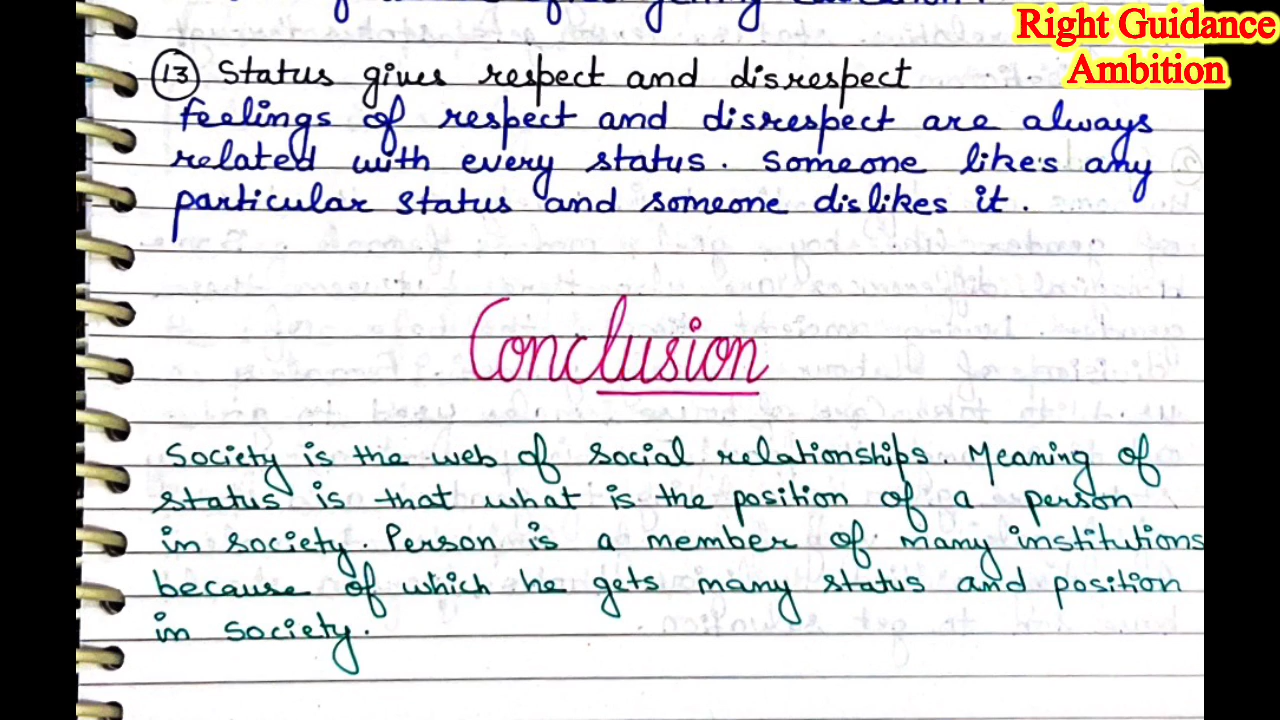 Right Guidance
Ambition
13 Status gives respect and disrespect
feelings of respect and disrespect are always
related with every status. Someone likes any
particular status and someone dislikes it.
Conclusion
Society is the web of social relationships. Meaning of
status is that what is the position of a person
in society. Person is a member of many institutions
because of which he gets many status and position
in society.